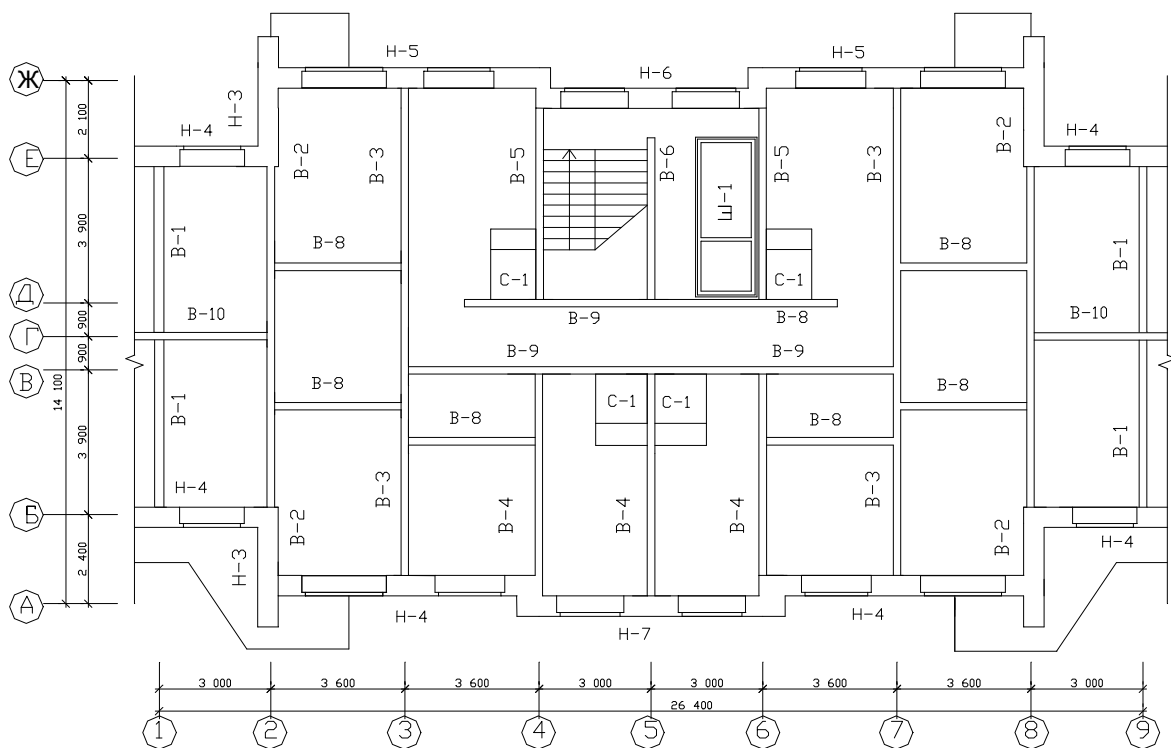 Н-5
Н-6
Н-5
Ж
2 100
Н-4
Н-3
Н-4
Е
В-2
В-3
В-5
В-6
Ш-1
В-5
В-3
В-2
3 900
В-1
В-8
В-8
В-1
С-1
С-1
Д
900
В-10
В-9
В-8
В-10
Г
14 100
900
В-9
В-9
В
В-1
В-8
В-8
С-1
С-1
В-8
В-8
3 900
В-1
Н-4
В-3
В-4
В-4
В-4
В-3
Б
В-2
В-2
Н-4
2 400
Н-3
А
Н-4
Н-7
Н-4
3 000
3 600
3 600
3 000
3 000
3 600
3 600
3 000
26 400
1
2
3
4
5
6
7
8
9